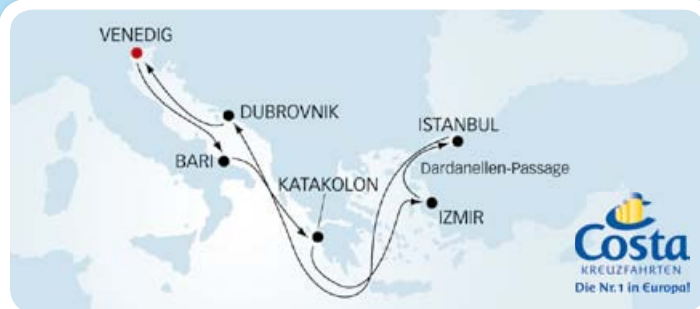 VENEDIG
DUBROVNIK
ISTANBUL
BARI
Dardanellen-Passage
KATAKOLON
IZMIR
Costa
KREUZFAHRTEN
Die Nr.1 in Europa!